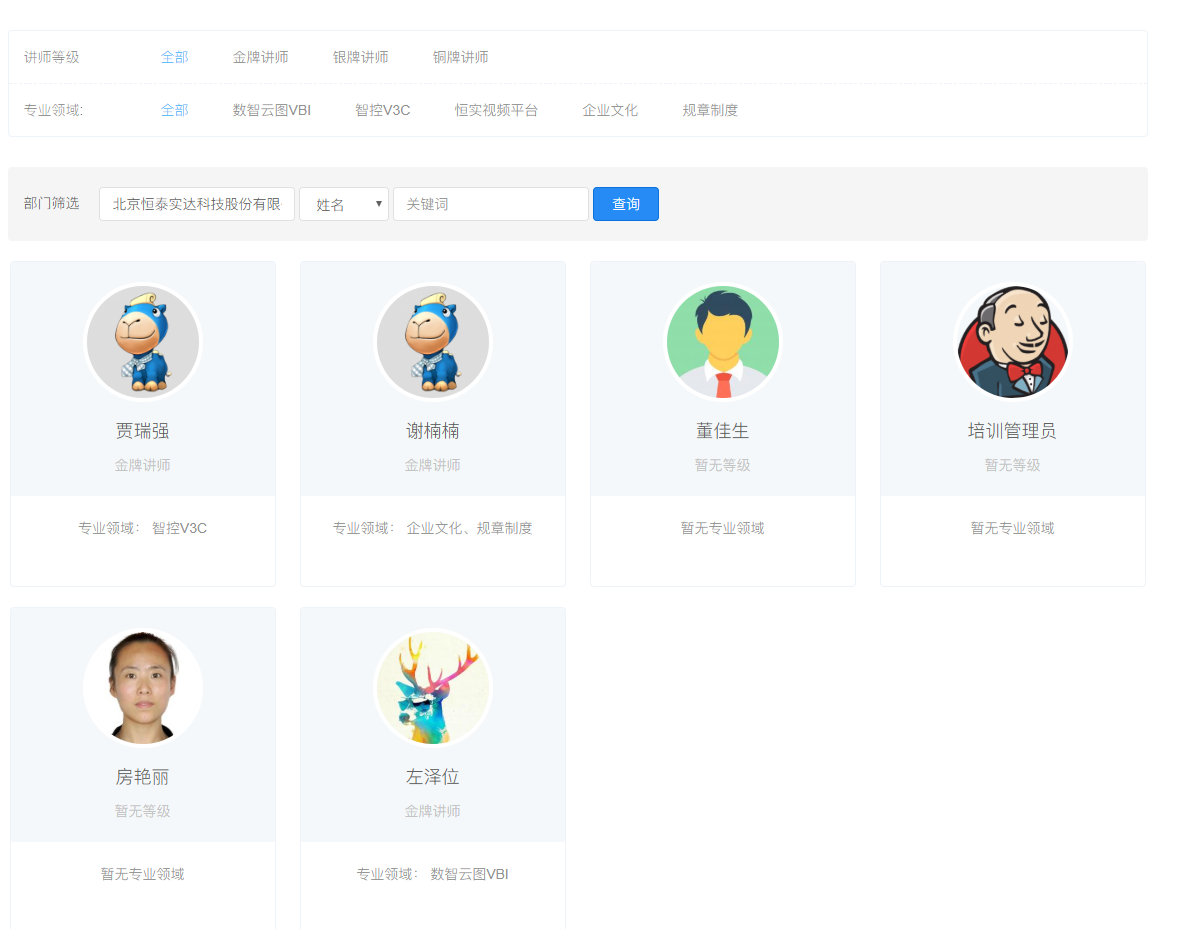 讲师等级 全部 金牌讲师 银牌讲师 铜牌讲师
专业领域: 全部 数智云图VBI 智控V3C 恒实视频平台 企业文化 规章制度
部门筛选 北京恒泰实达科技股份有限 姓名 关键词 查询
贾瑞强 谢楠楠 董佳生 培训管理员
金牌讲师 金牌讲师 暂无等级 暂无等级
专业领域： 智控V3C 专业领域： 企业文化、规章制度 暂无专业领域 暂无专业领域
房艳丽 左泽位
暂无等级 金牌讲师
暂无专业领域 专业领域： 数智云图VBI